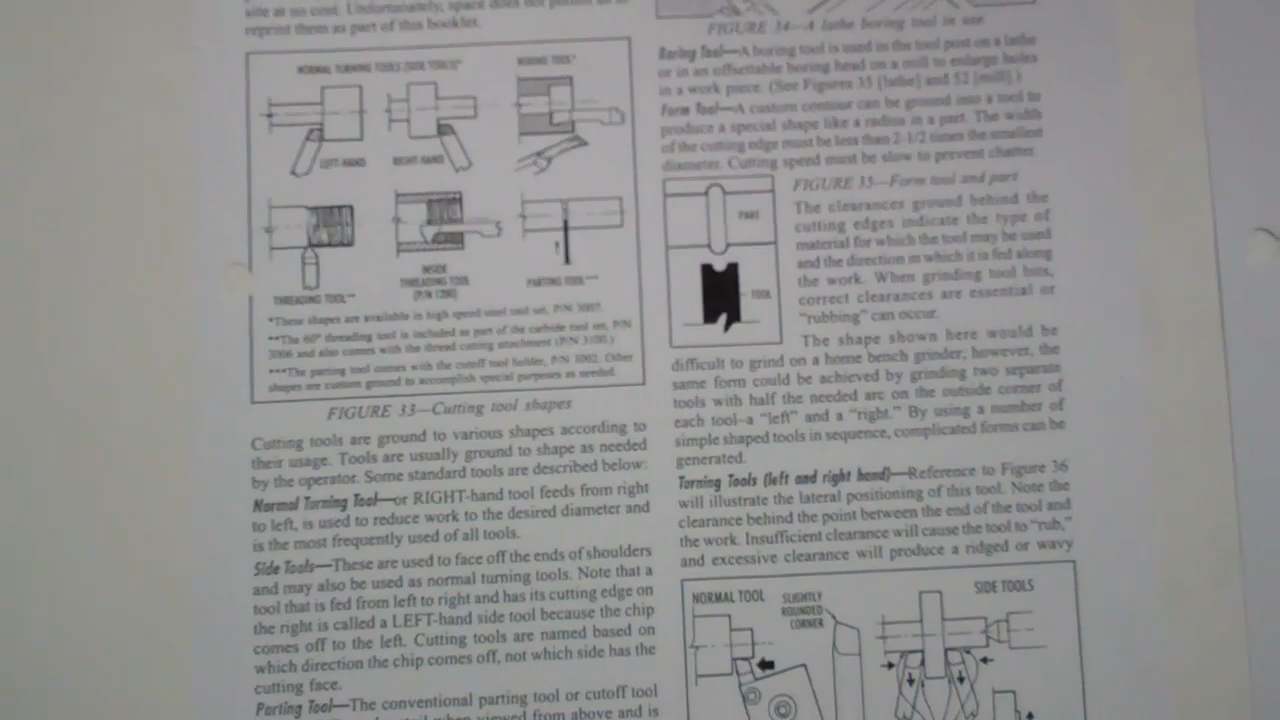 site at no cost. Unfortunately, space does not permit us to
reprint them as part of this booklet.
NORMAL TURNING TOOLS (SIDE TOOLS)*
BORING TOOL*
LEFT-HAND
RIGHT-HAND
THREADING TOOL**
INSIDE
THREADING TOOL
(P/N 1200)
PARTING TOOL***
*These shapes are available in high speed steel tool set, P/N 3007.
**The 60° threading tool is included as part of the carbide tool set, P/N
3006 and also comes with the thread cutting attachment (P/N 3100.)
***The parting tool comes with the cutoff tool holder, P/N 3002. Other
shapes are custom ground to accomplish special purposes as needed.
FIGURE 33—Cutting tool shapes
Cutting tools are ground to various shapes according to
their usage. Tools are usually ground to shape as needed
by the operator. Some standard tools are described below:
Normal Turning Tool—or RIGHT-hand tool feeds from right
to left, is used to reduce work to the desired diameter and
is the most frequently used of all tools.
Side Tools—These are used to face off the ends of shoulders
and may also be used as normal turning tools. Note that a
tool that is fed from left to right and has its cutting edge on
the right is called a LEFT-hand side tool because the chip
comes off to the left. Cutting tools are named based on
which direction the chip comes off, not which side has the
cutting face.
Parting Tool—The conventional parting tool or cutoff tool
when viewed from above and is
FIGURE 34—A lathe boring tool in use
Boring Tool—A boring tool is used in the tool post on a lathe
or in an offsettable boring head on a mill to enlarge holes
in a work piece. (See Figures 35 [lathe] and 52 [mill].)
Form Tool—A custom contour can be ground into a tool to
produce a special shape like a radius in a part. The width
of the cutting edge must be less than 2-1/2 times the smallest
diameter. Cutting speed must be slow to prevent chatter.
PART
TOOL
FIGURE 35—Form tool and part
The clearances ground behind the
cutting edges indicate the type of
material for which the tool may be used
and the direction in which it is fed along
the work. When grinding tool bits,
correct clearances are essential or
"rubbing" can occur.
The shape shown here would be
difficult to grind on a home bench grinder; however, the
same form could be achieved by grinding two separate
tools with half the needed arc on the outside corner of
each tool–a "left" and a "right." By using a number of
simple shaped tools in sequence, complicated forms can be
generated.
Turning Tools (left and right hand)—Reference to Figure 36
will illustrate the lateral positioning of this tool. Note the
clearance behind the point between the end of the tool and
the work. Insufficient clearance will cause the tool to "rub,"
and excessive clearance will produce a ridged or wavy
NORMAL TOOL
SLIGHTLY
ROUNDED
CORNER
SIDE TOOLS